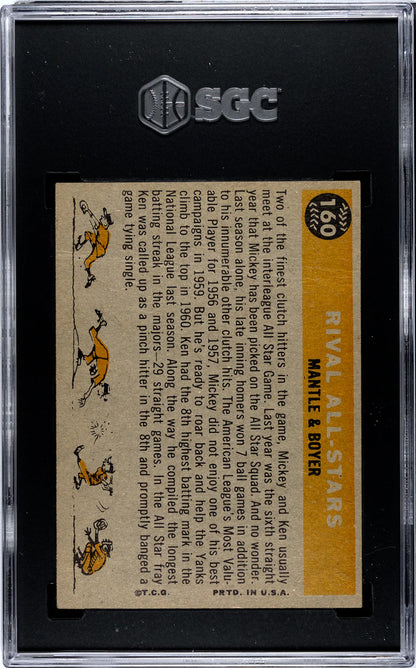 SGC
160
RIVAL ALL-STARS
MANTLE & BOYER
Two of the finest clutch hitters in the game, Mickey and Ken usually
meet at the interleague All Star Game. Last year was the sixth straight
year that Mickey had been picked on the All Star Squad. And no wonder.
Last season alone, his late inning homers won 7 ball games in addition
to his innumerable other clutch hits. The American League's Most Valu-
able Player for 1956 and 1957, Mickey did not enjoy one of his best
campaigns in 1959. But he's ready to roar back and help the Yanks
climb to the top in 1960. Ken had the 8th highest batting mark in the
National League last season. Along the way he compiled the longest
batting streak in the majors—29 straight games. In the All Star fray
Ken was called up as a pinch hitter in the 8th and promptly banged a
game tying single.
©T.C.G. PRTD. IN U.S.A.